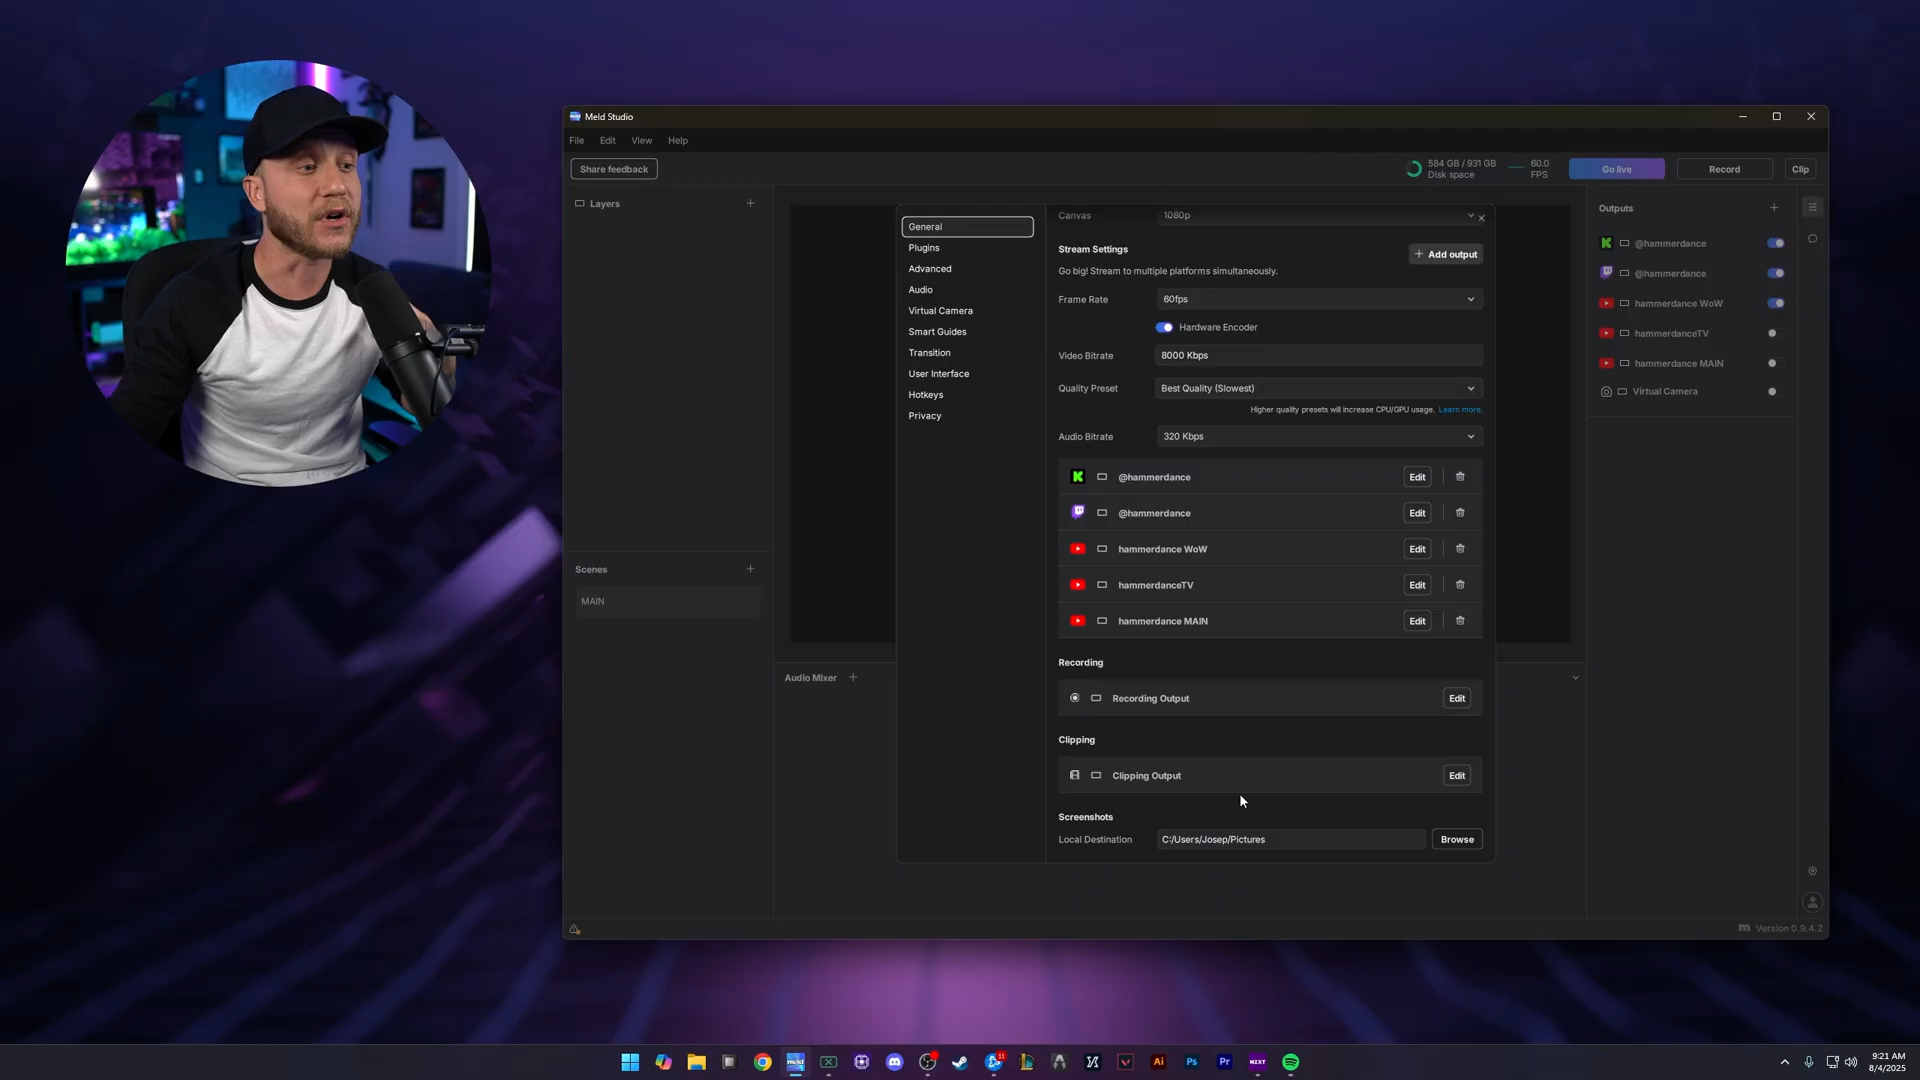 Meld Studio
File Edit View Help
Share feedback
584 GB / 931 GB
Disk space
60.0
FPS
Go live
Record
Clip
Layers
Scenes
MAIN
General
Plugins
Advanced
Audio
Virtual Camera
Smart Guides
Transition
User Interface
Hotkeys
Privacy
Canvas 1080p
Stream Settings
Add output
Go big! Stream to multiple platforms simultaneously.
Frame Rate 60fps
Hardware Encoder
Video Bitrate 8000 Kbps
Quality Preset Best Quality (Slowest)
Higher quality presets will increase CPU/GPU usage. Learn more.
Audio Bitrate 320 Kbps
@hammerdance Edit
@hammerdance Edit
hammerdance WoW Edit
hammerdanceTV Edit
hammerdance MAIN Edit
Recording
Recording Output Edit
Clipping
Clipping Output Edit
Screenshots
Local Destination C:/Users/Josep/Pictures Browse
Audio Mixer
Outputs
@hammerdance
@hammerdance
hammerdance WoW
hammerdanceTV
hammerdance MAIN
Virtual Camera
Version 0.9.4.2
meld
11
Ai
Ps
Pr
NZXT
9:21 AM
8/4/2025